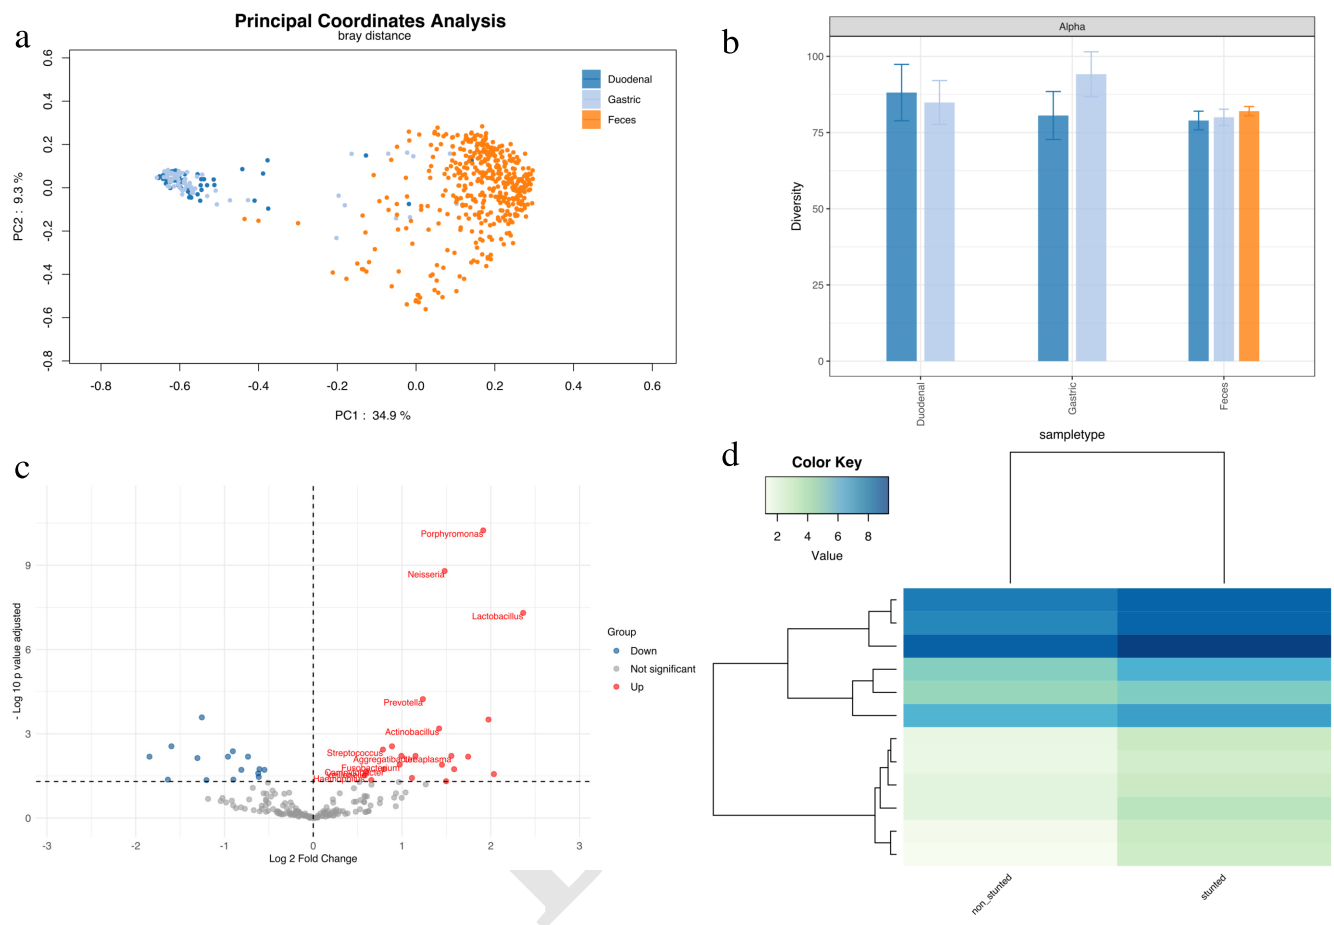 a
Principal Coordinates Analysis
bray distance
PC2 : 9.3 %
0.6
0.4
0.2
0.0
-0.2
-0.4
-0.6
-0.8
Duodenal
Gastric
Feces
-0.8 -0.6 -0.4 -0.2 0.0 0.2 0.4 0.6
PC1 : 34.9 %
b
Alpha
Diversity
100
75
50
25
0
Duodenal Gastric Feces
sampletype
c
- Log 10 p value adjusted
9
6
3
0
Porphyromonas
Neisseria
Lactobacillus
Prevotella
Actinobacillus
Streptococcus
Fusobacterium
-3 -2 -1 0 1 2 3
Log 2 Fold Change
Group
Down
Not significant
Up
d
Color Key
2 4 6 8
Value
non_stunted stunted